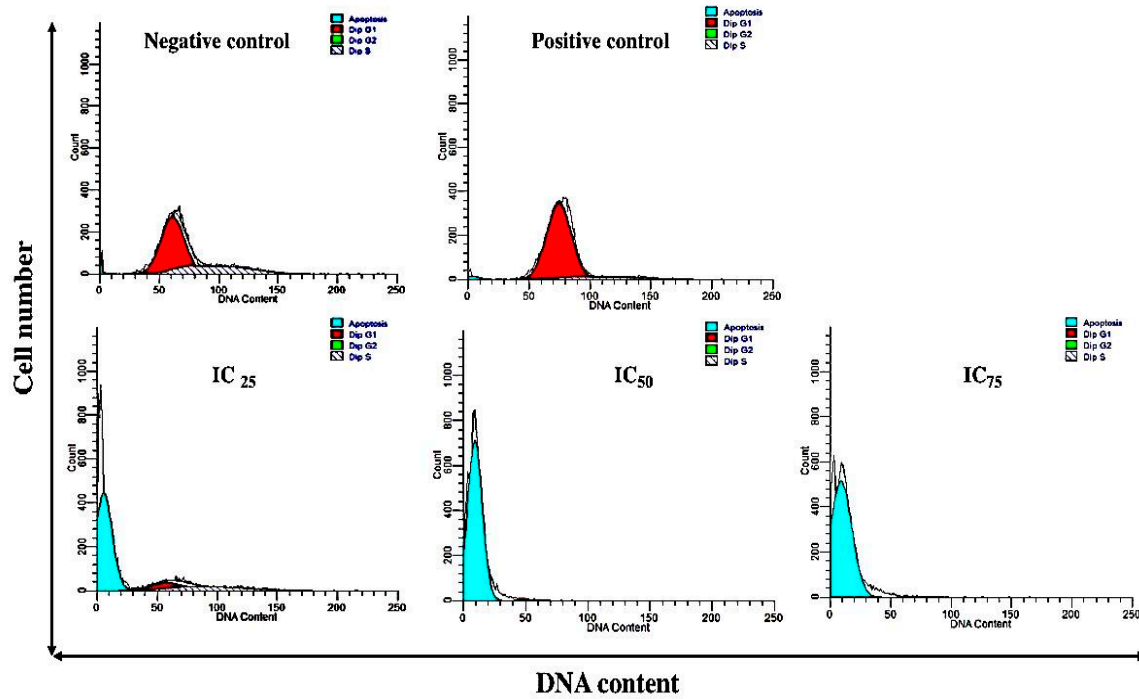 Negative control
Apoptosis
Dip G1
Dip G2
Dip S
Count
1000
800
600
400
200
0
0 50 100 150 200 250
DNA Content
Positive control
Apoptosis
Dip G1
Dip G2
Dip S
Count
1000
800
600
400
200
0
0 50 100 150 200 250
DNA Content
Cell number
IC 25
Apoptosis
Dip G1
Dip G2
Dip S
Count
1000
800
600
400
200
0
0 50 100 150 200 250
DNA Content
IC50
Apoptosis
Dip G1
Dip G2
Dip S
Count
1000
800
600
400
200
0
0 50 100 150 200 250
DNA Content
IC75
Apoptosis
Dip G1
Dip G2
Dip S
Count
1000
800
600
400
200
0
0 50 100 150 200 250
DNA Content
DNA content